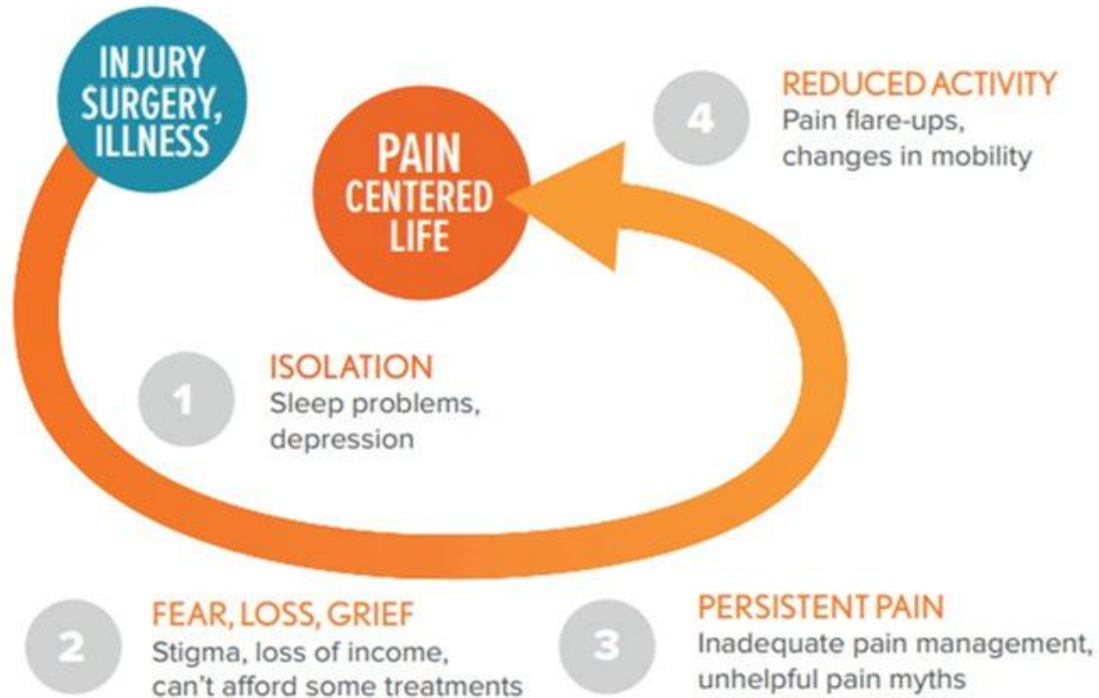 INJURY
SURGERY,
ILLNESS
PAIN
CENTERED
LIFE
1
ISOLATION
Sleep problems,
depression
2
FEAR, LOSS, GRIEF
Stigma, loss of income,
can't afford some treatments
3
PERSISTENT PAIN
Inadequate pain management,
unhelpful pain myths
4
REDUCED ACTIVITY
Pain flare-ups,
changes in mobility